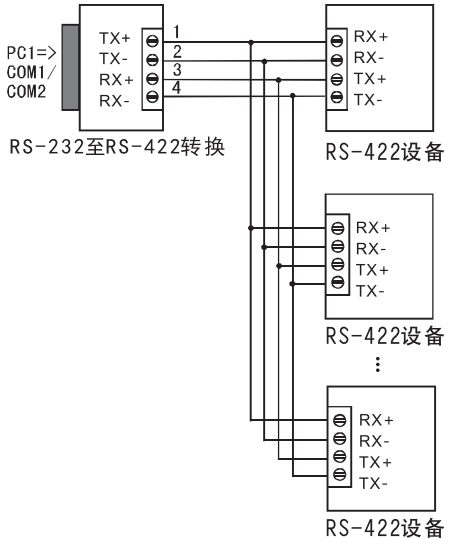 PC1=>
COM1/
COM2
TX+
TX-
RX+
RX-
1
2
3
4
RS-232至RS-422转换
RX+
RX-
TX+
TX-
RS-422设备
RX+
RX-
TX+
TX-
RS-422设备
⋮
RX+
RX-
TX+
TX-
RS-422设备